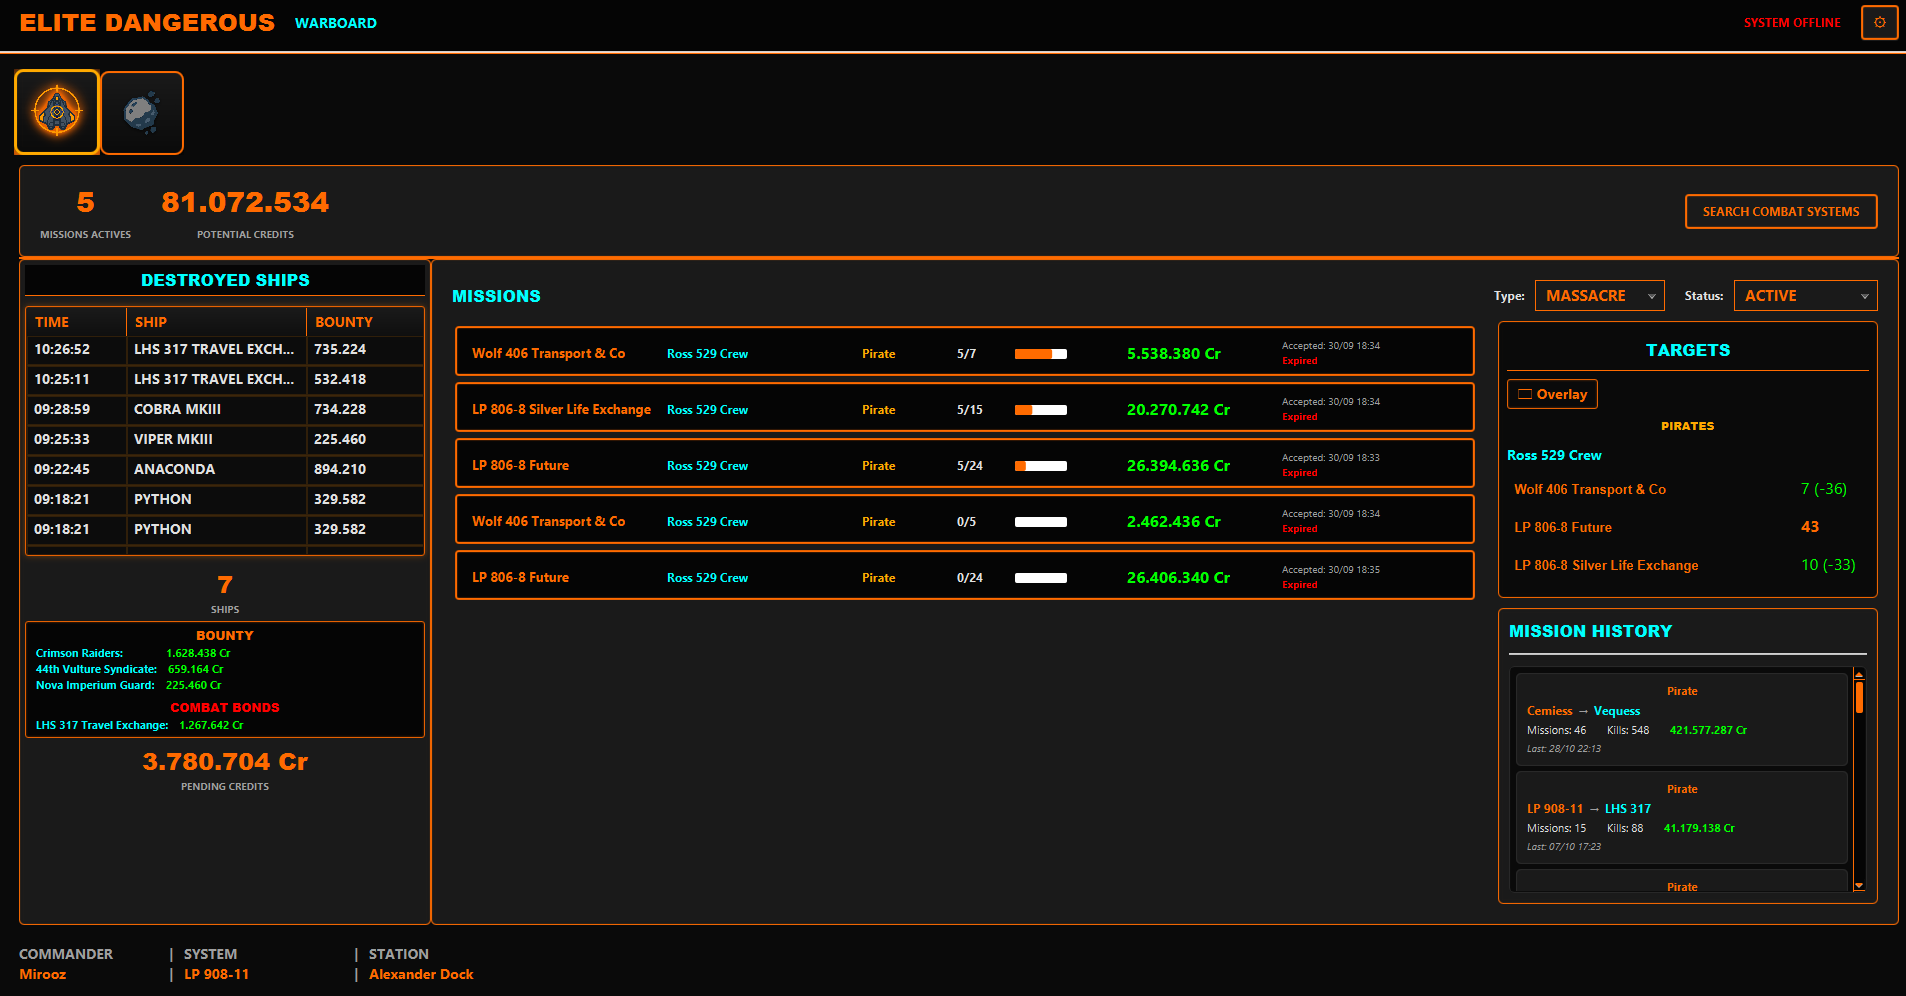 ELITE DANGEROUS WARBOARD SYSTEM OFFLINE
5 81.072.534
MISSIONS ACTIVES POTENTIAL CREDITS
SEARCH COMBAT SYSTEMS
DESTROYED SHIPS
TIME SHIP BOUNTY
10:26:52 LHS 317 TRAVEL EXCH... 735.224
10:25:11 LHS 317 TRAVEL EXCH... 532.418
09:28:59 COBRA MKIII 734.228
09:25:33 VIPER MKIII 225.460
09:22:45 ANACONDA 894.210
09:18:21 PYTHON 329.582
09:18:21 PYTHON 329.582
7
SHIPS
BOUNTY
Crimson Raiders: 1.628.438 Cr
44th Vulture Syndicate: 659.164 Cr
Nova Imperium Guard: 225.460 Cr
COMBAT BONDS
LHS 317 Travel Exchange: 1.267.642 Cr
3.780.704 Cr
PENDING CREDITS
MISSIONS
Type: MASSACRE Status: ACTIVE
Wolf 406 Transport & Co Ross 529 Crew Pirate 5/7 5.538.380 Cr Accepted: 30/09 18:34
Expired
LP 806-8 Silver Life Exchange Ross 529 Crew Pirate 5/15 20.270.742 Cr Accepted: 30/09 18:34
Expired
LP 806-8 Future Ross 529 Crew Pirate 5/24 26.394.636 Cr Accepted: 30/09 18:33
Expired
Wolf 406 Transport & Co Ross 529 Crew Pirate 0/5 2.462.436 Cr Accepted: 30/09 18:34
Expired
LP 806-8 Future Ross 529 Crew Pirate 0/24 26.406.340 Cr Accepted: 30/09 18:35
Expired
TARGETS
Overlay
PIRATES
Ross 529 Crew
Wolf 406 Transport & Co 7 (-36)
LP 806-8 Future 43
LP 806-8 Silver Life Exchange 10 (-33)
MISSION HISTORY
Pirate
Cemiess → Vequess
Missions: 46 Kills: 548 421.577.287 Cr
Last: 28/10 22:13
Pirate
LP 908-11 → LHS 317
Missions: 15 Kills: 88 41.179.138 Cr
Last: 07/10 17:23
Pirate
COMMANDER | SYSTEM | STATION
Mirooz | LP 908-11 | Alexander Dock